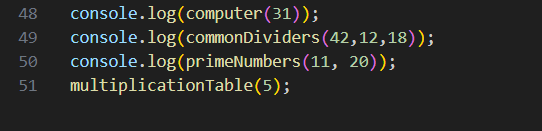 48 console.log(computer(31));
49 console.log(commonDividers(42,12,18));
50 console.log(primeNumbers(11, 20));
51 multiplicationTable(5);